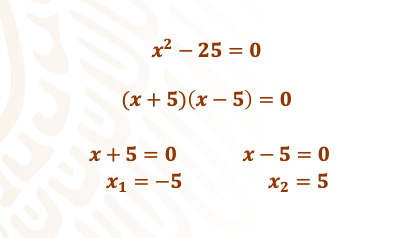 x² − 25 = 0
(x + 5)(x − 5) = 0
x + 5 = 0 x − 5 = 0
x₁ = −5 x₂ = 5